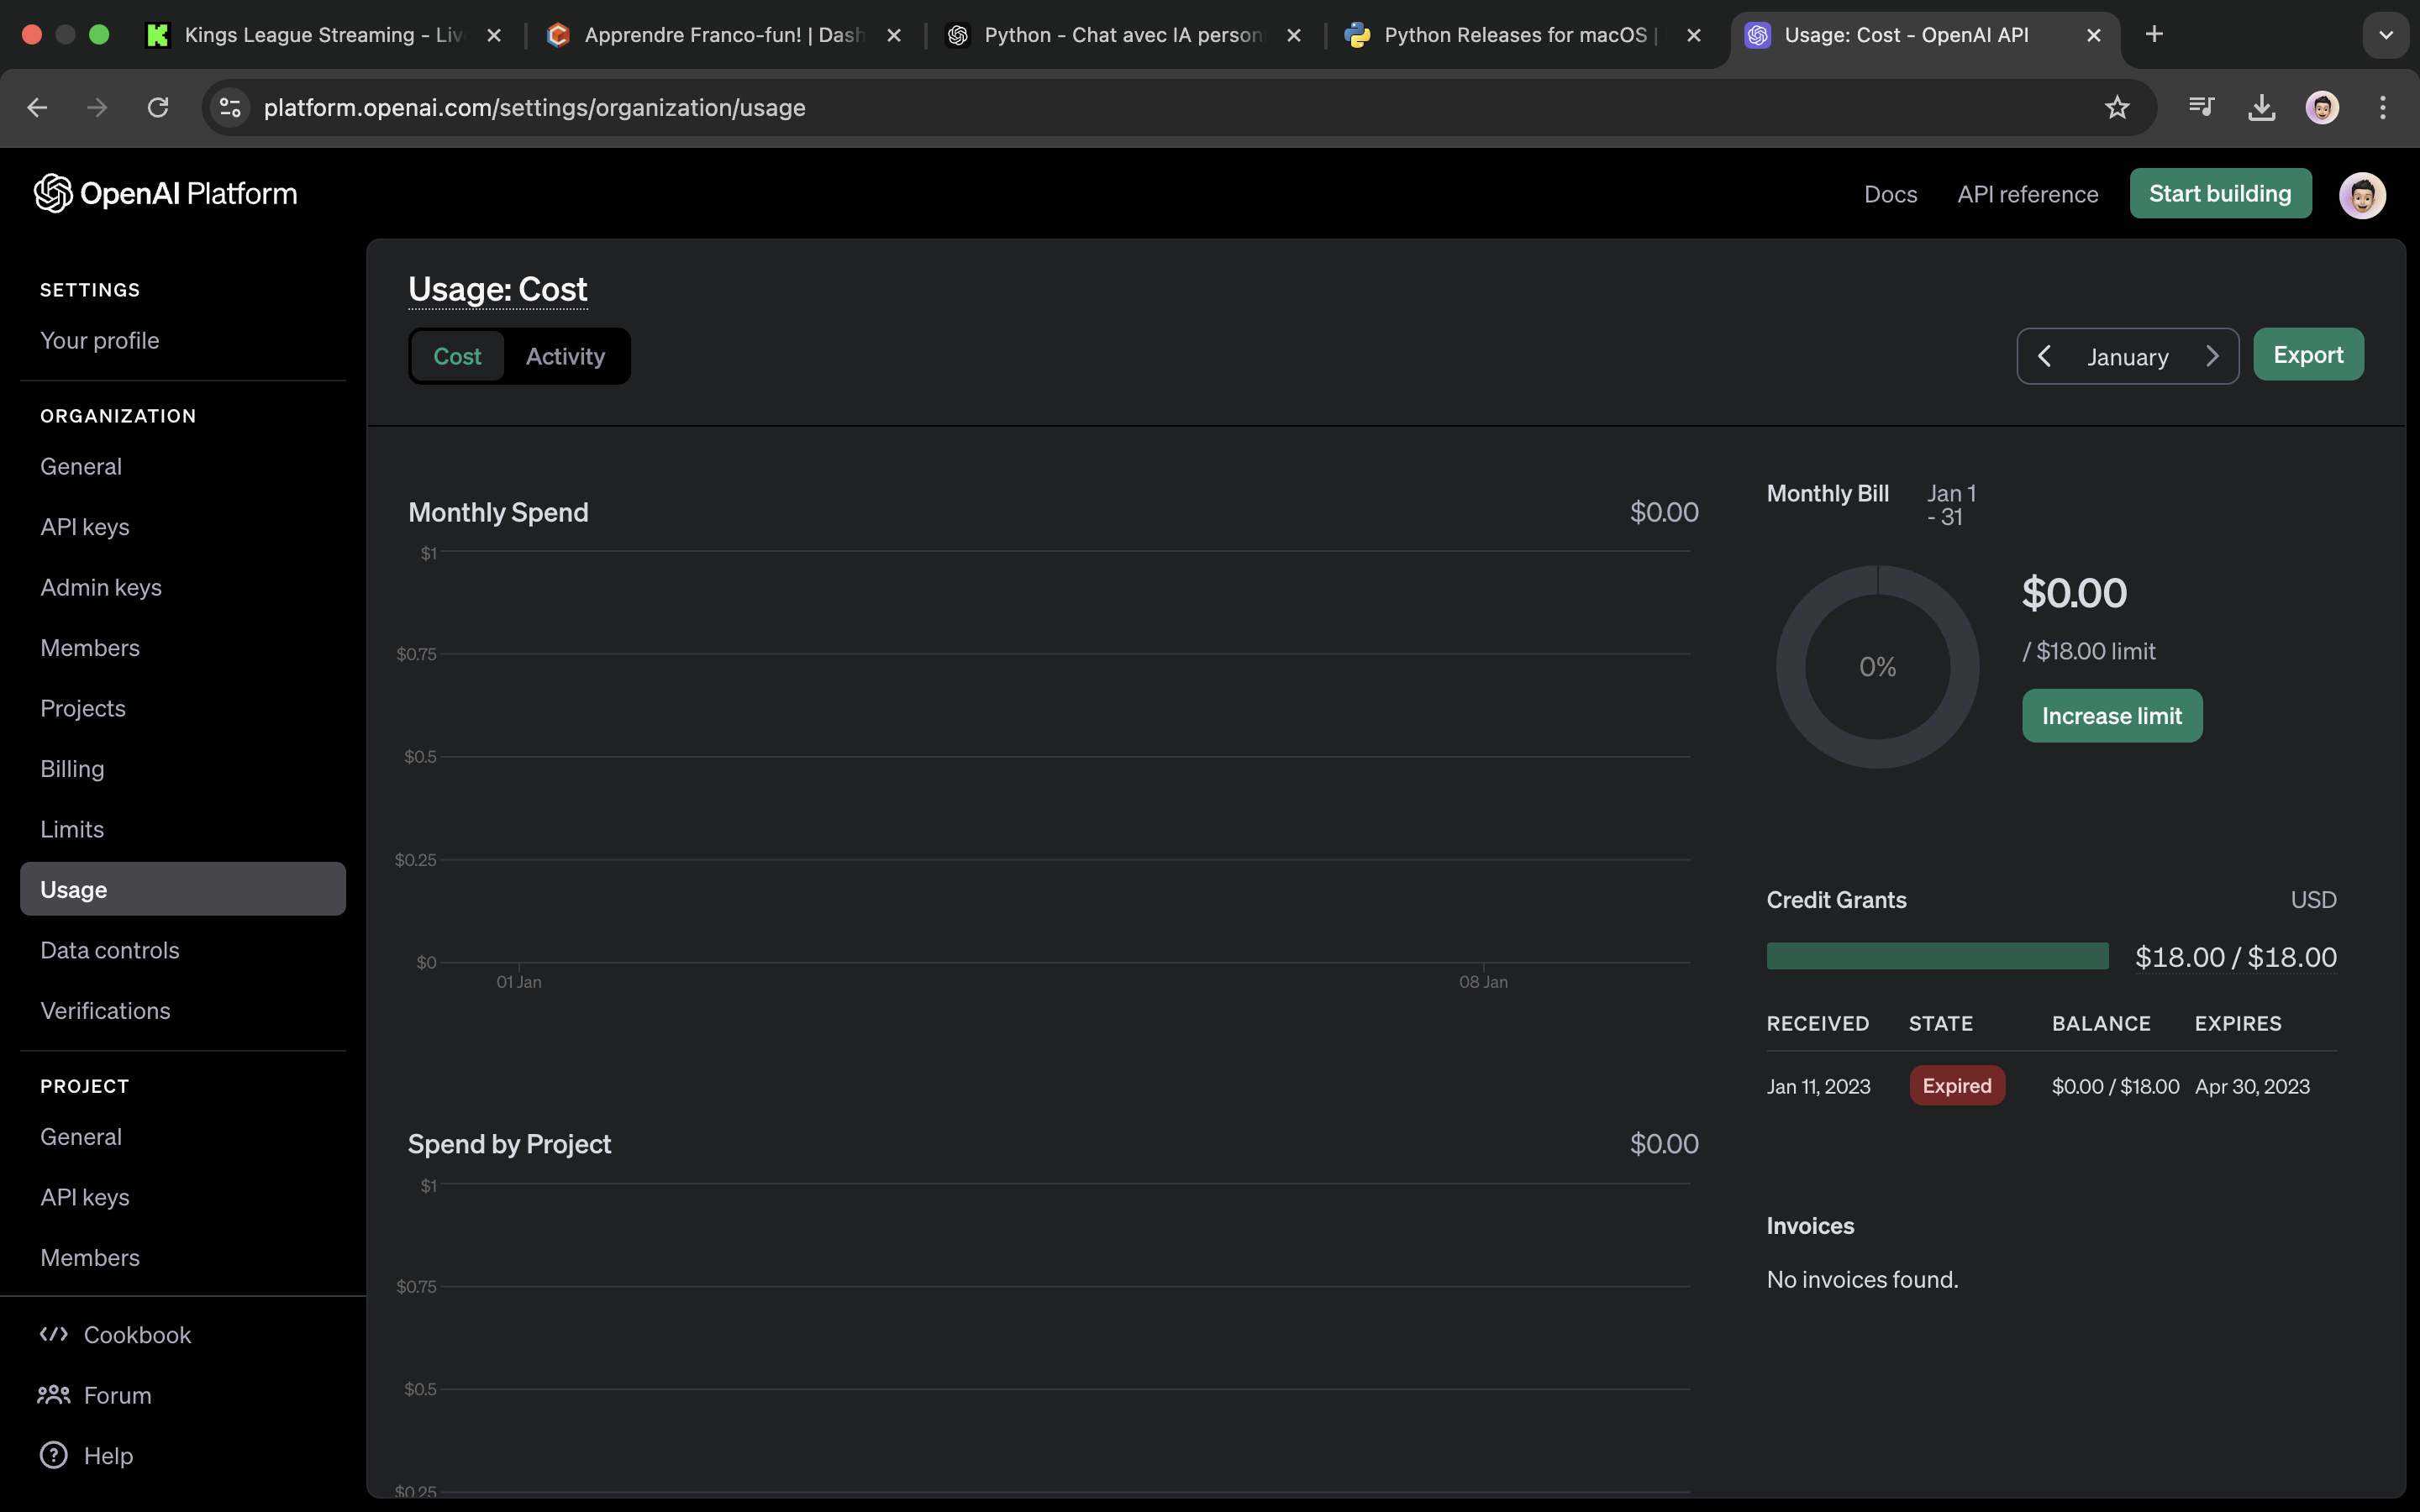 Kings League Streaming - Liv
Apprendre Franco-fun! | Dash
Python - Chat avec IA person
Python Releases for macOS |
Usage: Cost - OpenAI API
platform.openai.com/settings/organization/usage
OpenAI Platform
Docs
API reference
Start building
SETTINGS
Your profile
ORGANIZATION
General
API keys
Admin keys
Members
Projects
Billing
Limits
Usage
Data controls
Verifications
PROJECT
General
API keys
Members
Cookbook
Forum
Help
Usage: Cost
Cost
Activity
January
Export
Monthly Spend
$0.00
$1
$0.75
$0.5
$0.25
$0
01 Jan
08 Jan
Spend by Project
$0.00
$1
$0.75
$0.5
$0.25
Monthly Bill
Jan 1
- 31
0%
$0.00
/ $18.00 limit
Increase limit
Credit Grants
USD
$18.00 / $18.00
RECEIVED STATE BALANCE EXPIRES
Jan 11, 2023 Expired $0.00 / $18.00 Apr 30, 2023
Invoices
No invoices found.